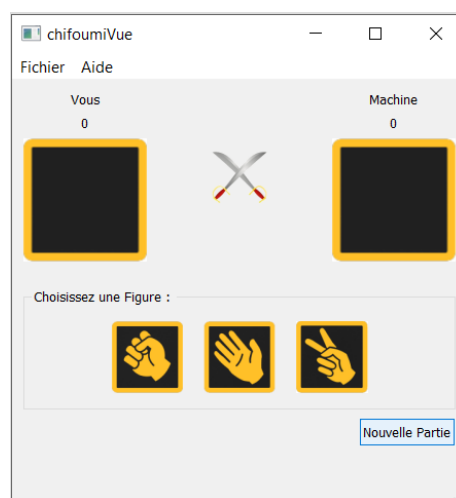 chifoumiVue
Fichier Aide
Vous Machine
0 0
Choisissez une Figure :
Nouvelle Partie